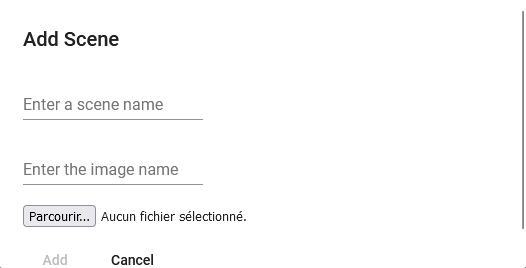 Add Scene
Enter a scene name
Enter the image name
Parcourir... Aucun fichier sélectionné.
Add Cancel